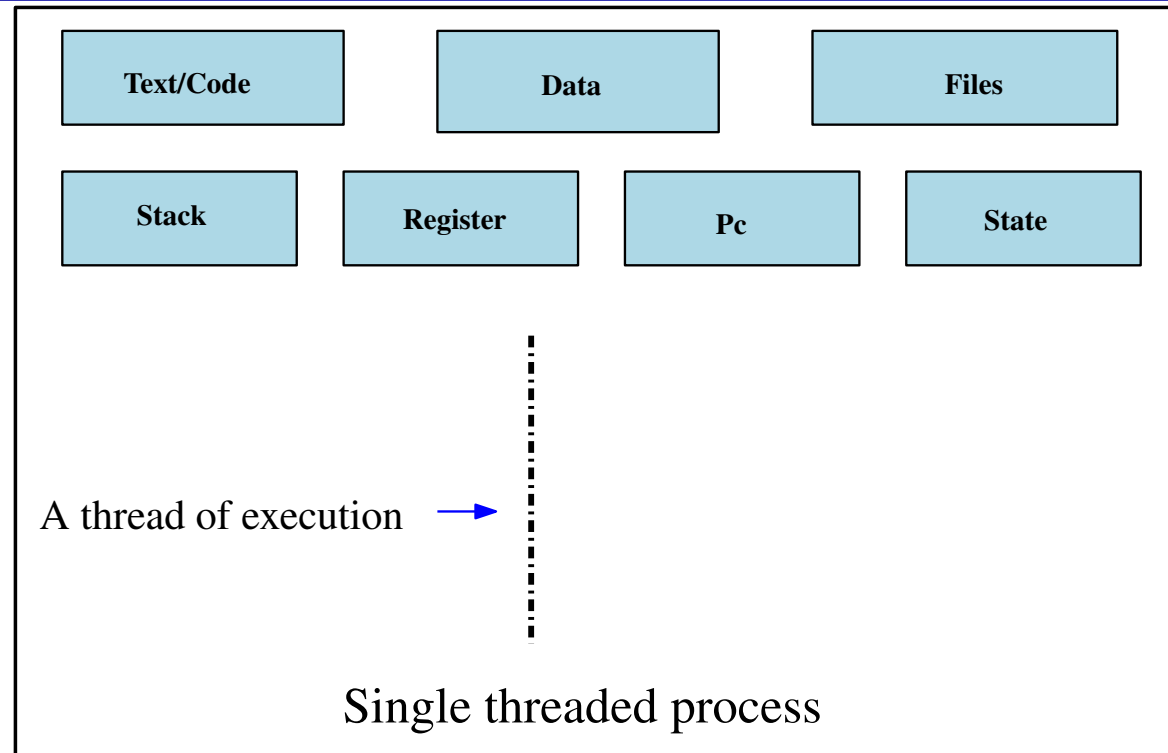 Text/Code
Data
Files
Stack
Register
Pc
State
A thread of execution
Single threaded process